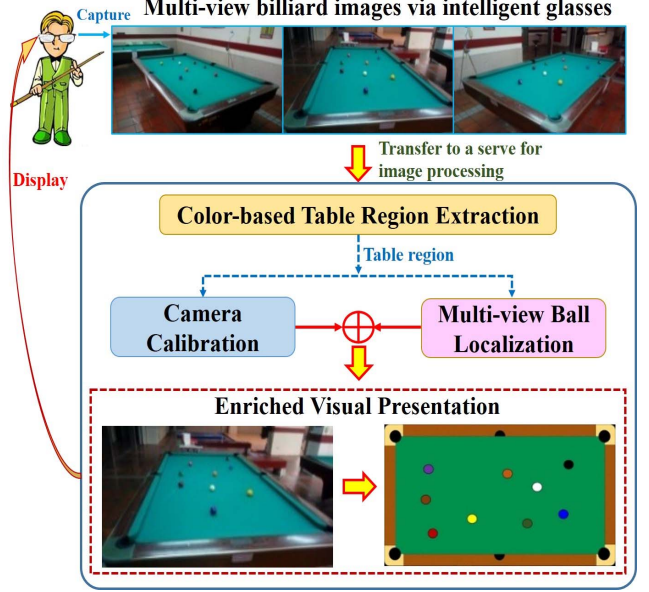 Multi-view billiard images via intelligent glasses
Capture
Transfer to a serve for
image processing
Display
Color-based Table Region Extraction
Table region
Camera
Calibration
Multi-view Ball
Localization
Enriched Visual Presentation